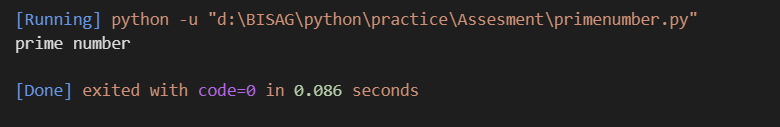 [Running] python -u "d:\BISAG\python\practice\Assesment\primenumber.py"
prime number
[Done] exited with code=0 in 0.086 seconds